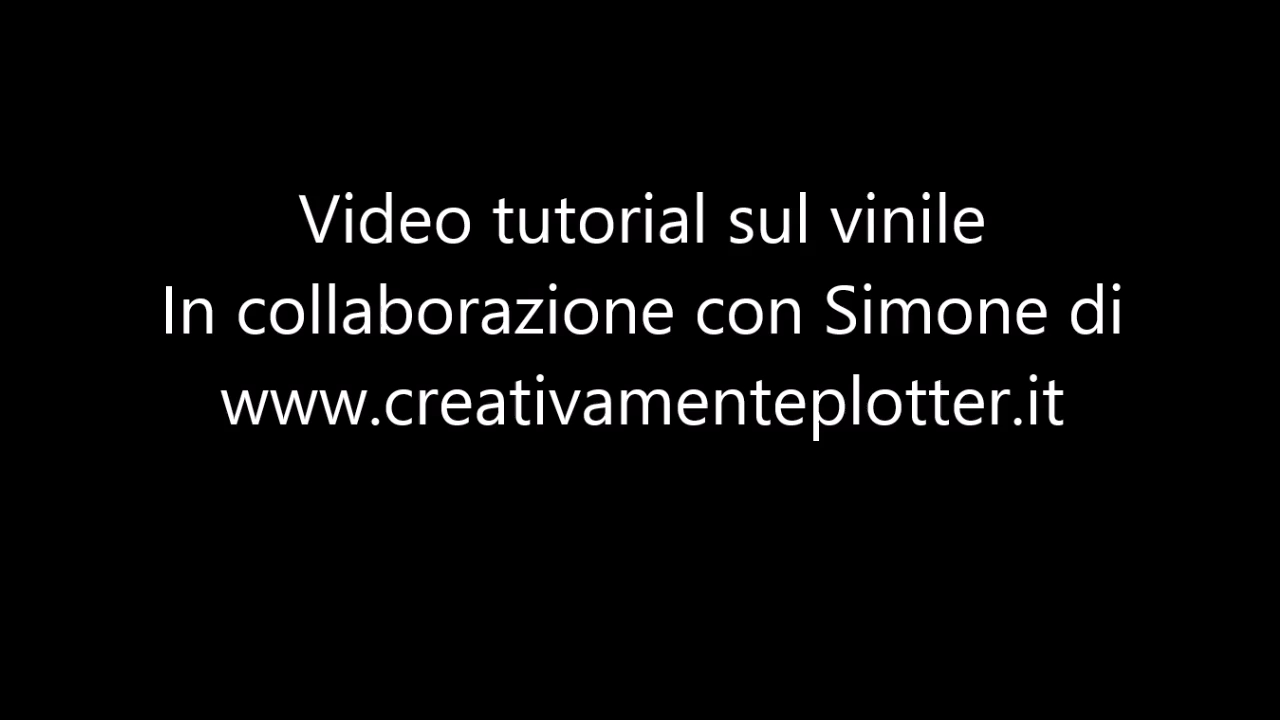 Video tutorial sul vinile
In collaborazione con Simone di
www.creativamenteplotter.it